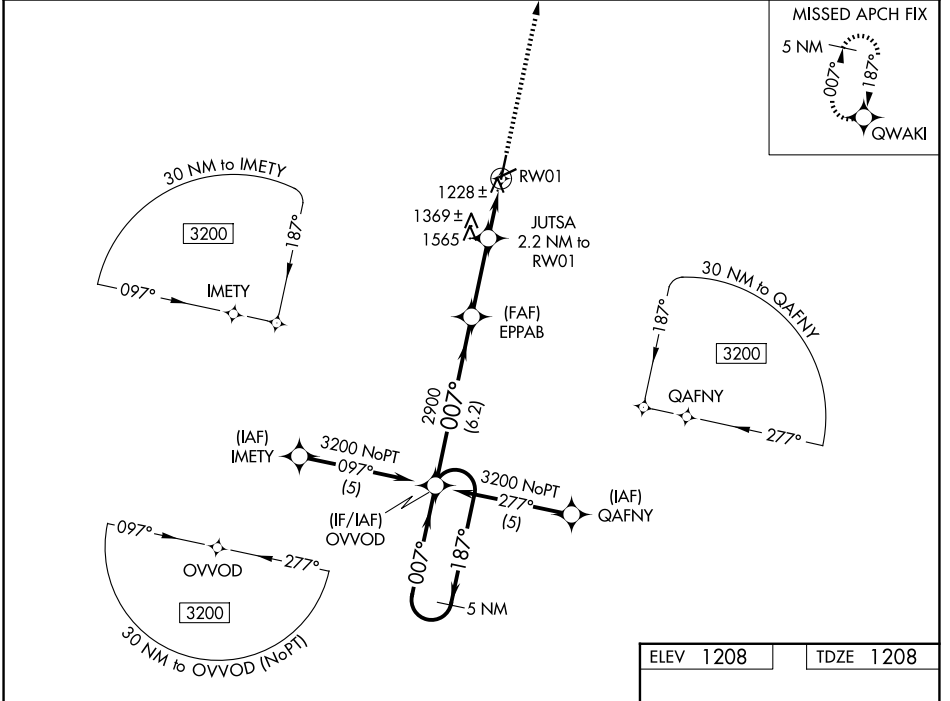 MISSED APCH FIX
5 NM
007°
187°
QWAKI
30 NM to IMETY
3200
187°
097°
IMETY
RW01
1228 ±
1369 ±
1565
JUTSA
2.2 NM to
RW01
(FAF)
EPPAB
30 NM to QAFNY
187°
3200
QAFNY
277°
2900
007°
(6.2)
(IAF)
IMETY
3200 NoPT
097°
(5)
3200 NoPT
277°
(5)
(IAF)
QAFNY
(IF/IAF)
OVVOD
007°
187°
5 NM
097°
OVVOD
277°
3200
30 NM to OVVOD (NoPT)
ELEV 1208
TDZE 1208